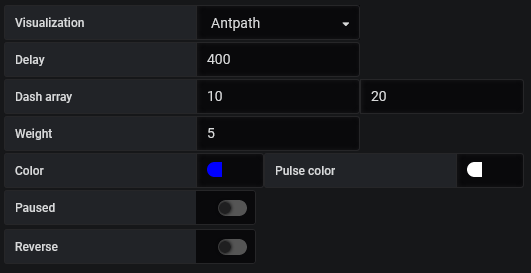 Visualization Antpath
Delay 400
Dash array 10 20
Weight 5
Color Pulse color
Paused
Reverse